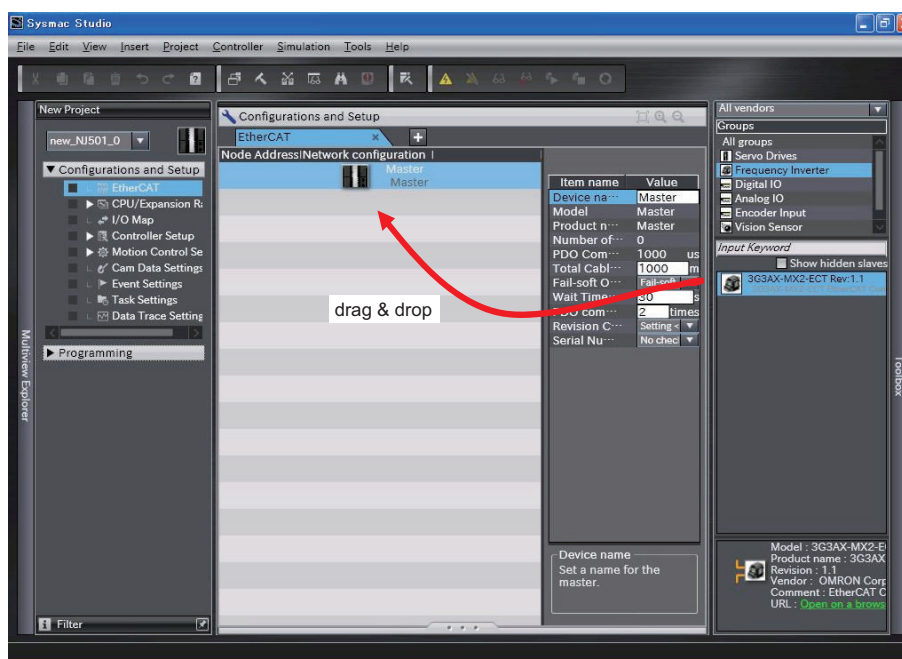 Sysmac Studio
File Edit View Insert Project Controller Simulation Tools Help
New Project
new_NJ501_0
Configurations and Setup
EtherCAT
CPU/Expansion Ra
I/O Map
Controller Setup
Motion Control Se
Cam Data Settings
Event Settings
Task Settings
Data Trace Setting
Programming
Filter
Multiview Explorer
Configurations and Setup
EtherCAT
Node Address|Network configuration |
Master
Master
drag & drop
Item name Value
Device na··· Master
Model Master
Product n··· Master
Number of··· 0
PDO Com··· 1000 us
Total Cabl··· 1000 m
Fail-soft O··· Fail-soft
Wait Time··· 30 s
PDO com··· 2 times
Revision C··· Setting <
Serial Nu··· No chec
Device name
Set a name for the
master.
All vendors
Groups
All groups
Servo Drives
Frequency Inverter
Digital IO
Analog IO
Encoder Input
Vision Sensor
Input Keyword
Show hidden slaves
3G3AX-MX2-ECT Rev:1.1
3G3AX-MX2-ECT EtherCAT Com
Model : 3G3AX-MX2-E
Product name : 3G3AX
Revision : 1.1
Vendor : OMRON Corp
Comment : EtherCAT C
URL : Open on a brows
Toolbox